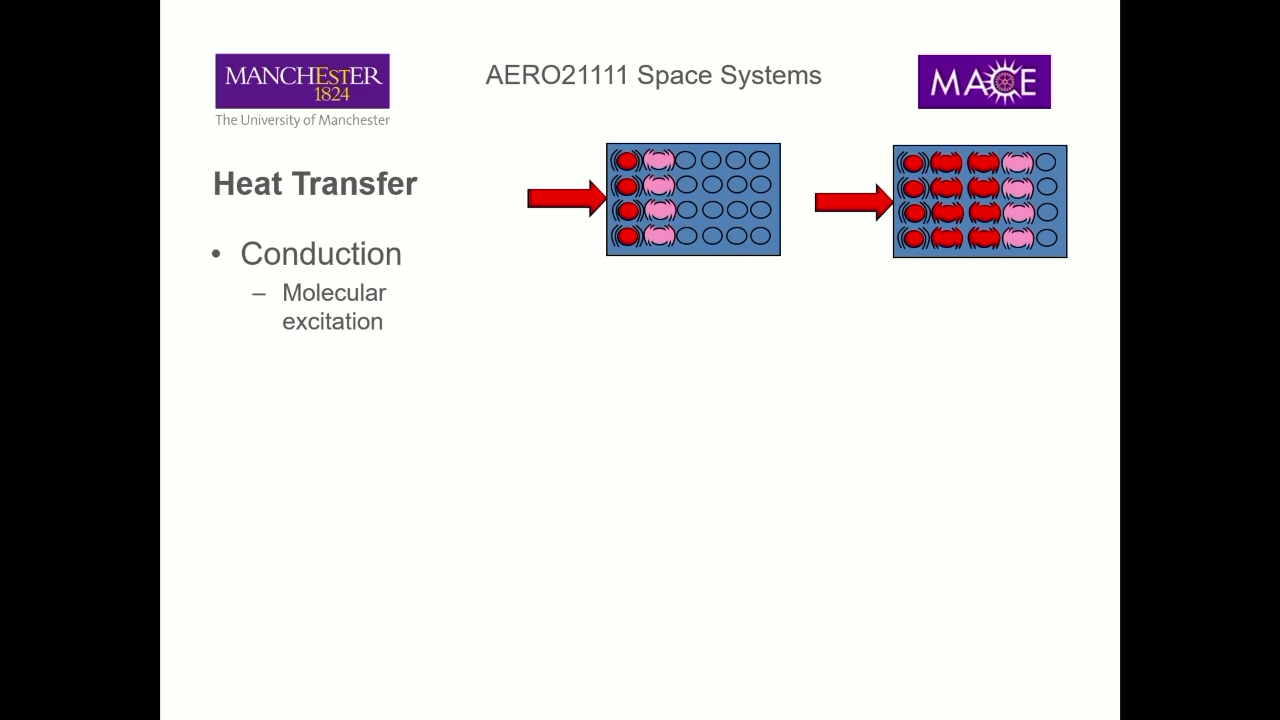 MANCHEstER
1824
The University of Manchester
AERO21111 Space Systems
MACE
Heat Transfer
• Conduction
– Molecular
excitation